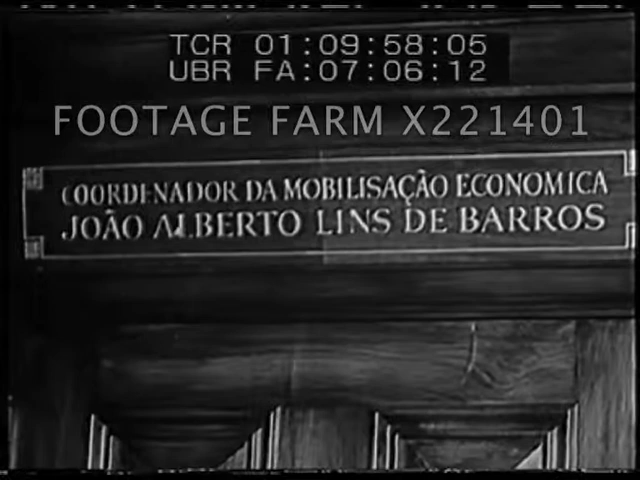 TCR 01:09:58:05
UBR FA:07:06:12
FOOTAGE FARM X221401
COORDENADOR DA MOBILISAÇÃO ECONOMICA
JOÃO ALBERTO LINS DE BARROS